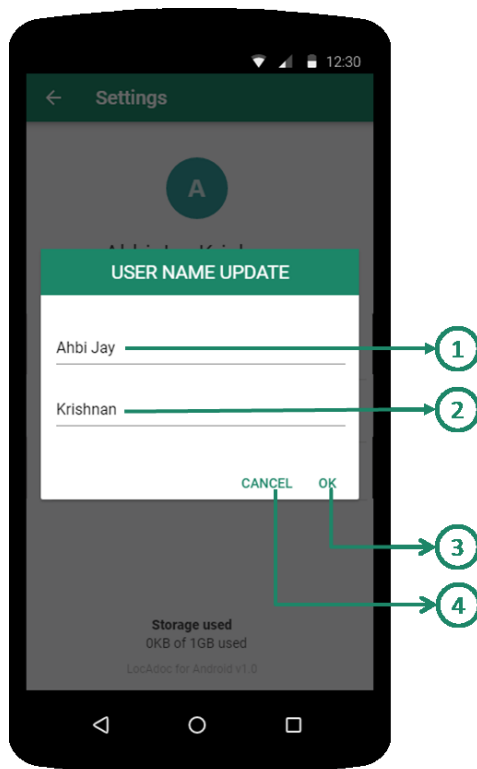 12:30
Settings
A
USER NAME UPDATE
Ahbi Jay
1
Krishnan
2
CANCEL OK
3
4
Storage used
0KB of 1GB used
LocAdoc for Android v1.0